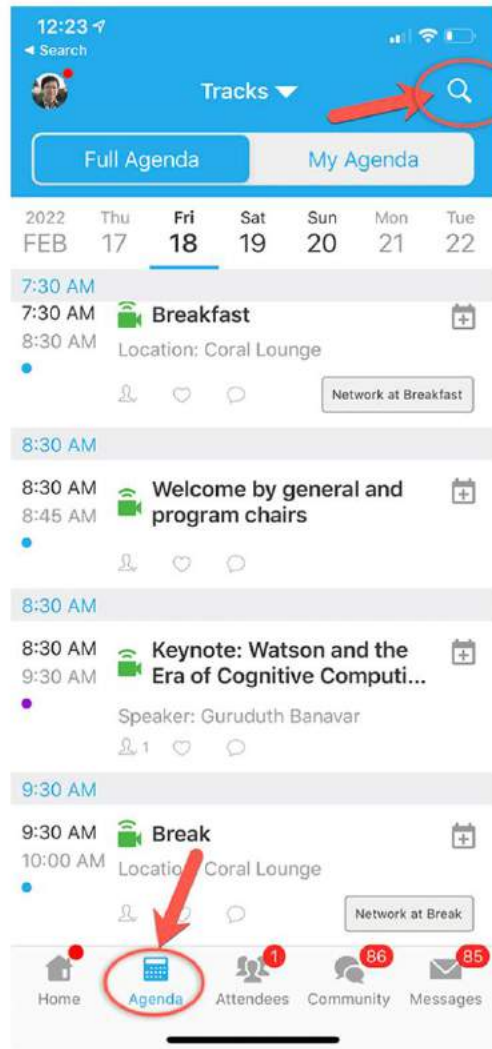 12:23
◄ Search
Tracks
Full Agenda
My Agenda
2022 Thu Fri Sat Sun Mon Tue
FEB 17 18 19 20 21 22
7:30 AM
7:30 AM Breakfast
8:30 AM Location: Coral Lounge
Network at Breakfast
8:30 AM
8:30 AM Welcome by general and
8:45 AM program chairs
8:30 AM
8:30 AM Keynote: Watson and the
9:30 AM Era of Cognitive Computi...
Speaker: Guruduth Banavar
1
9:30 AM
9:30 AM Break
10:00 AM Location: Coral Lounge
Network at Break
1 86 85
Home Agenda Attendees Community Messages